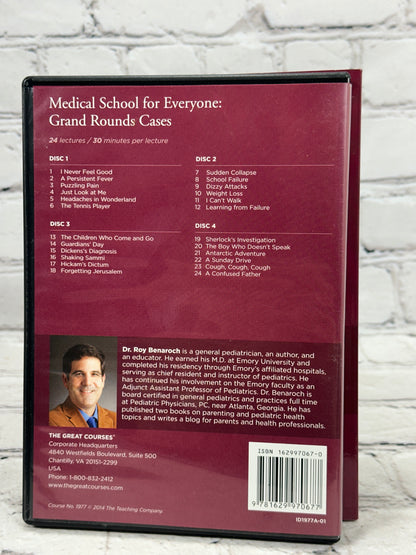 Medical School for Everyone:
Grand Rounds Cases
24 lectures / 30 minutes per lecture
DISC 1
1 I Never Feel Good
2 A Persistent Fever
3 Puzzling Pain
4 Just Look at Me
5 Headaches in Wonderland
6 The Tennis Player
DISC 2
7 Sudden Collapse
8 School Failure
9 Dizzy Attacks
10 Weight Loss
11 I Can't Walk
12 Learning from Failure
DISC 3
13 The Children Who Come and Go
14 Guardians' Day
15 Dickens's Diagnosis
16 Shaking Sammi
17 Hickam's Dictum
18 Forgetting Jerusalem
DISC 4
19 Sherlock's Investigation
20 The Boy Who Doesn't Speak
21 Antarctic Adventure
22 A Sunday Drive
23 Cough, Cough, Cough
24 A Confused Father
Dr. Roy Benaroch is a general pediatrician, an author, and
an educator. He earned his M.D. at Emory University and
completed his residency through Emory's affiliated hospitals,
serving as chief resident and instructor of pediatrics. He
has continued his involvement on the Emory faculty as an
Adjunct Assistant Professor of Pediatrics. Dr. Benaroch is
board certified in general pediatrics and practices full time
at Pediatric Physicians, PC, near Atlanta, Georgia. He has
published two books on parenting and pediatric health
topics and writes a blog for parents and health professionals.
THE GREAT COURSES®
Corporate Headquarters
4840 Westfields Boulevard, Suite 500
Chantilly, VA 20151-2299
USA
Phone: 1-800-832-2412
www.thegreatcourses.com
Course No. 1977 © 2014 The Teaching Company
ISBN 162997067-0
9 781629 970677
ID1977A-01